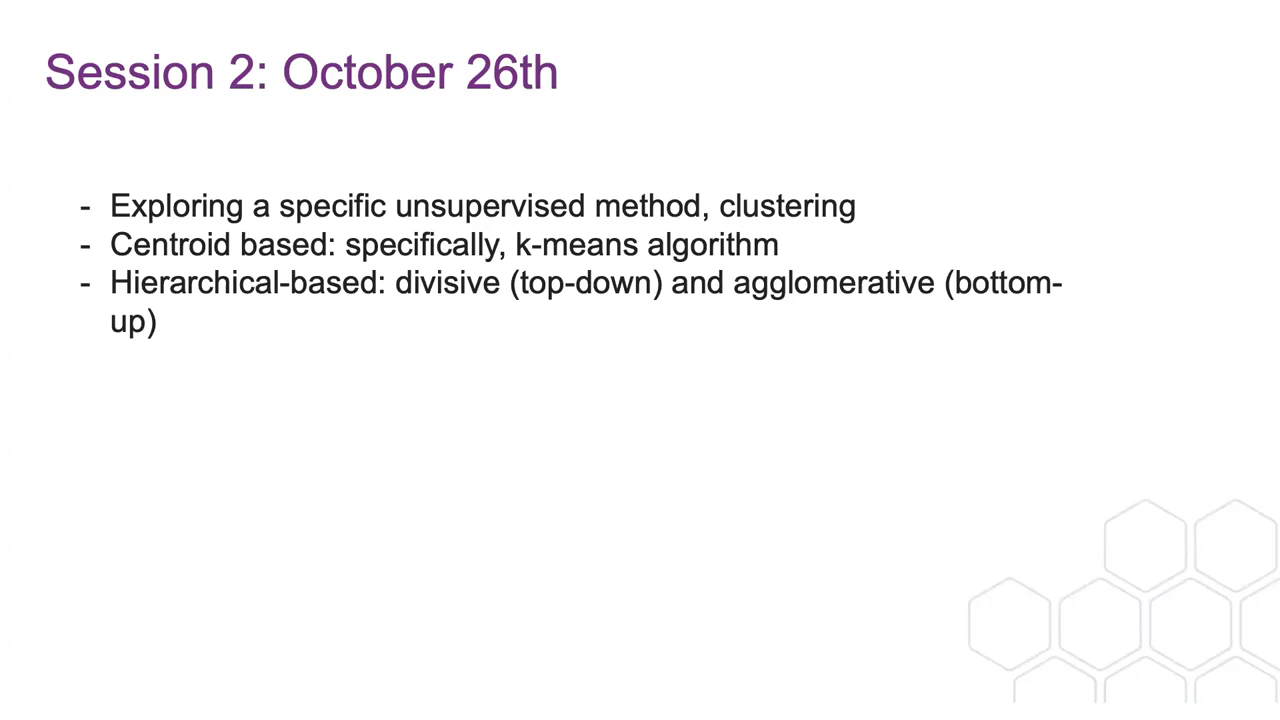 Session 2: October 26th
- Exploring a specific unsupervised method, clustering
- Centroid based: specifically, k-means algorithm
- Hierarchical-based: divisive (top-down) and agglomerative (bottom-
up)